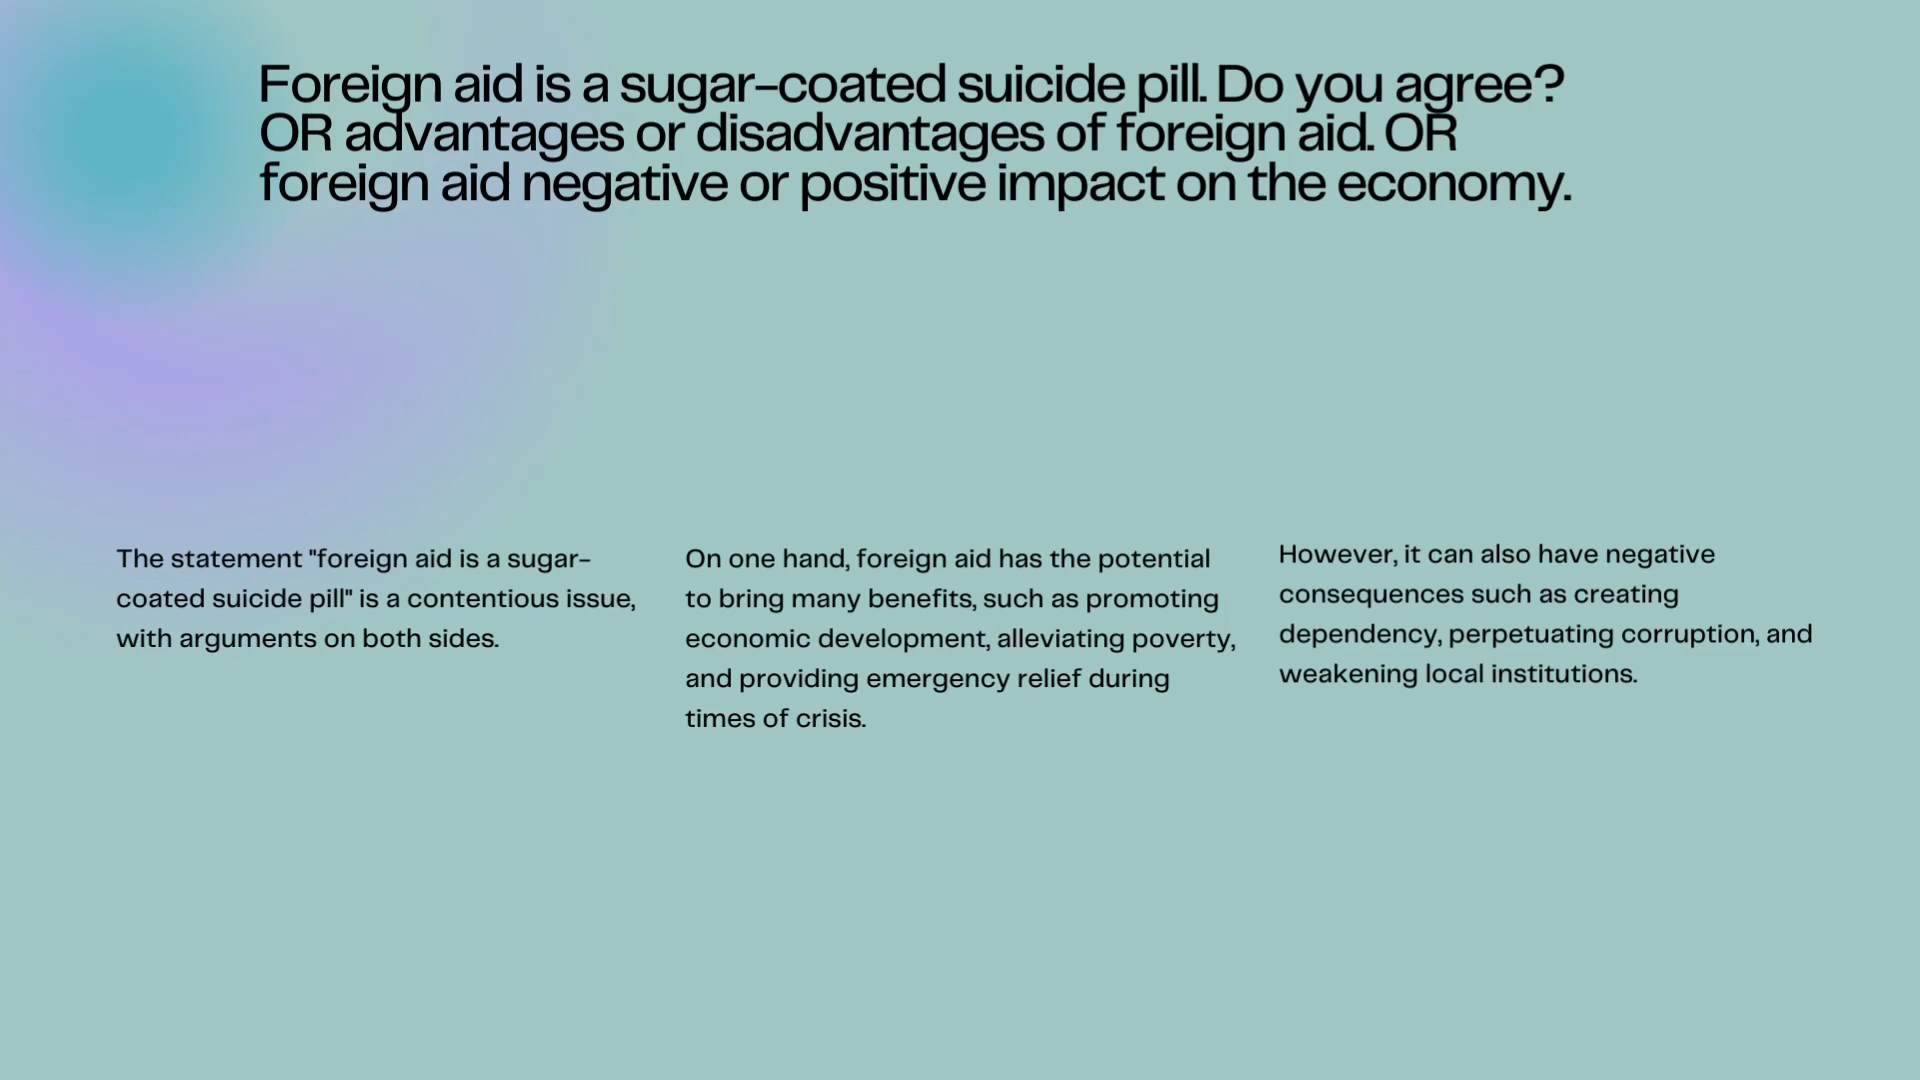 Foreign aid is a sugar-coated suicide pill. Do you agree?
OR advantages or disadvantages of foreign aid. OR
foreign aid negative or positive impact on the economy.
The statement "foreign aid is a sugar-
coated suicide pill" is a contentious issue,
with arguments on both sides.
On one hand, foreign aid has the potential
to bring many benefits, such as promoting
economic development, alleviating poverty,
and providing emergency relief during
times of crisis.
However, it can also have negative
consequences such as creating
dependency, perpetuating corruption, and
weakening local institutions.